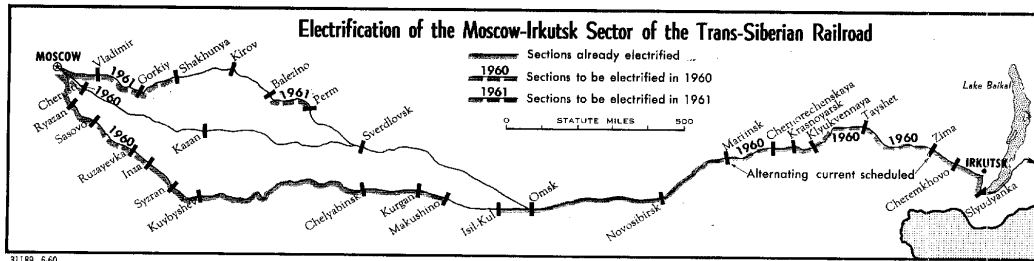 Electrification of the Moscow-Irkutsk Sector of the Trans-Siberian Railroad
Sections already electrified
1960 Sections to be electrified in 1960
1961 Sections to be electrified in 1961
0 STATUTE MILES 500
MOSCOW
Vladimir
1961
Gorkiy
Shakhunya
Kirov
Balezino
1961
Perm
Sverdlovsk
Kazan
1960
Ryazan
Sasovo
1960
Ruzayevka
Inza
Syzran
Kuybyshev
Chelyabinsk
Kurgan
Makushino
Isil-Kul
Omsk
Novosibirsk
Mariinsk
1960
Chernorechenskaya
Krasnoyarsk
Klyukvennaya
1960
Tayshet
1960
Zima
Alternating current scheduled
Cheremkhovo
IRKUTSK
Slyudyanka
Lake Baikal
31189 6-60